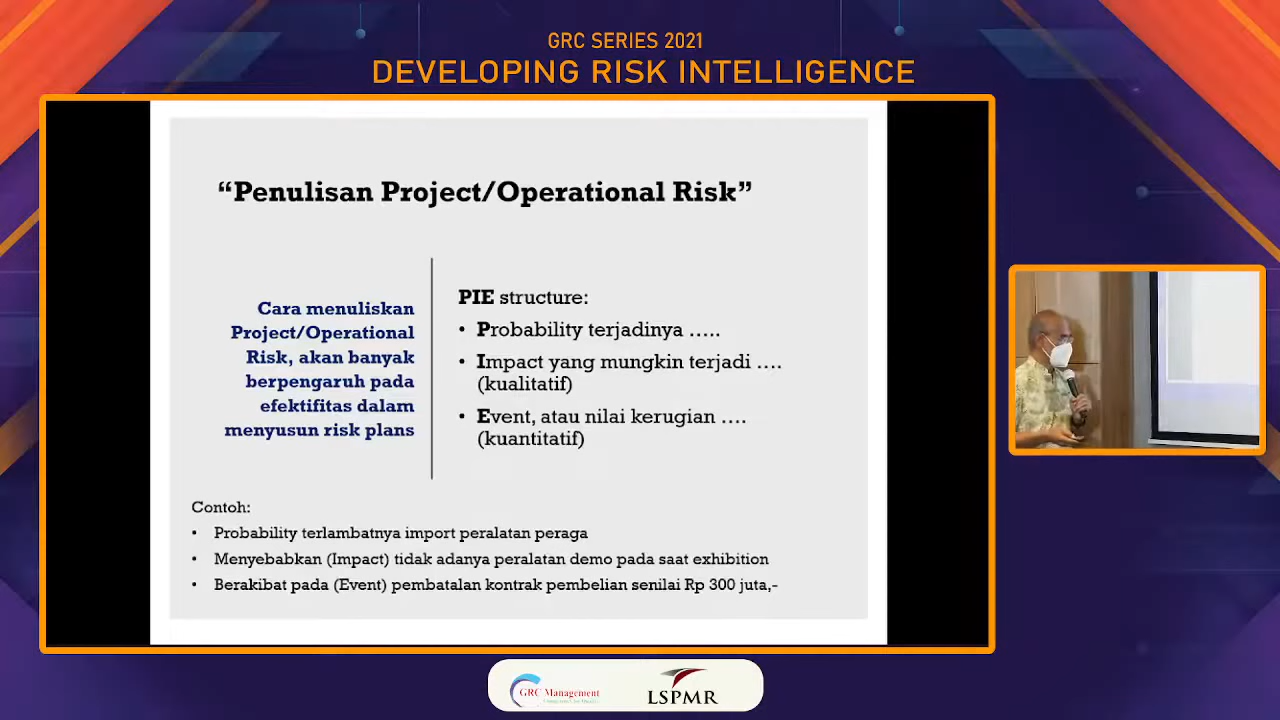 GRC SERIES 2021
DEVELOPING RISK INTELLIGENCE
“Penulisan Project/Operational Risk”
Cara menuliskan
Project/Operational
Risk, akan banyak
berpengaruh pada
efektifitas dalam
menyusun risk plans
PIE structure:
• Probability terjadinya .....
• Impact yang mungkin terjadi ....
(kualitatif)
• Event, atau nilai kerugian ....
(kuantitatif)
Contoh:
• Probability terlambatnya import peralatan peraga
• Menyebabkan (Impact) tidak adanya peralatan demo pada saat exhibition
• Berakibat pada (Event) pembatalan kontrak pembelian senilai Rp 300 juta,-
GRC Management
LSPMR